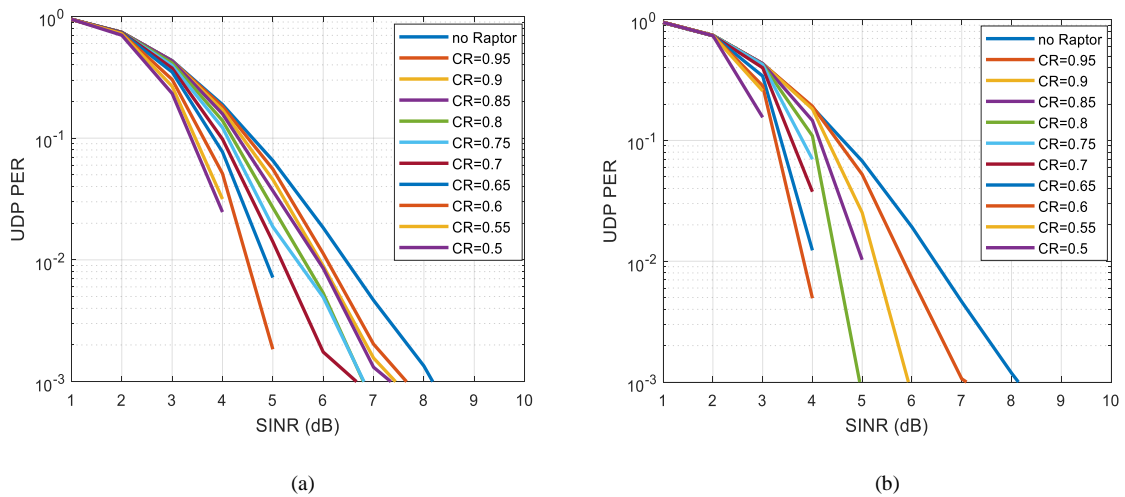 10^0
10^-1
10^-2
10^-3
UDP PER
1 2 3 4 5 6 7 8 9 10
SINR (dB)
no Raptor
CR=0.95
CR=0.9
CR=0.85
CR=0.8
CR=0.75
CR=0.7
CR=0.65
CR=0.6
CR=0.55
CR=0.5
(a)
10^0
10^-1
10^-2
10^-3
UDP PER
1 2 3 4 5 6 7 8 9 10
SINR (dB)
no Raptor
CR=0.95
CR=0.9
CR=0.85
CR=0.8
CR=0.75
CR=0.7
CR=0.65
CR=0.6
CR=0.55
CR=0.5
(b)